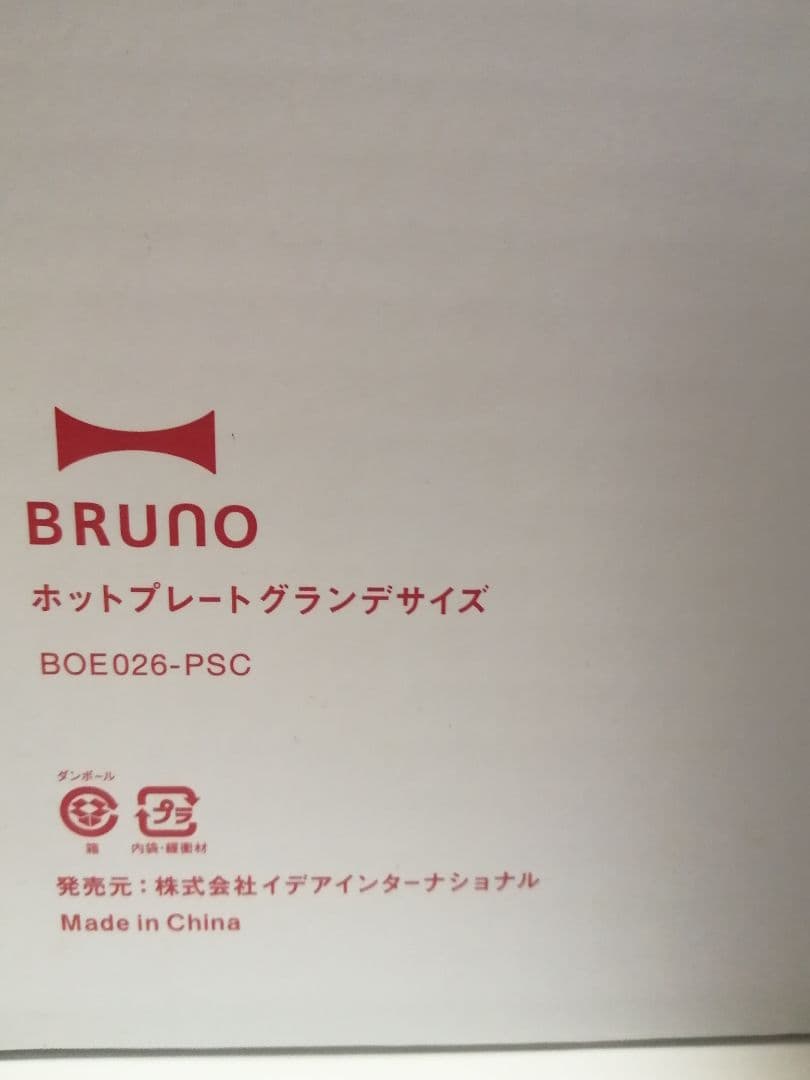 BRUNO
ホットプレートグランデサイズ
BOE026-PSC
ダンボール
プラ
箱 内袋・緩衝材
発売元：株式会社イデアインターナショナル
Made in China